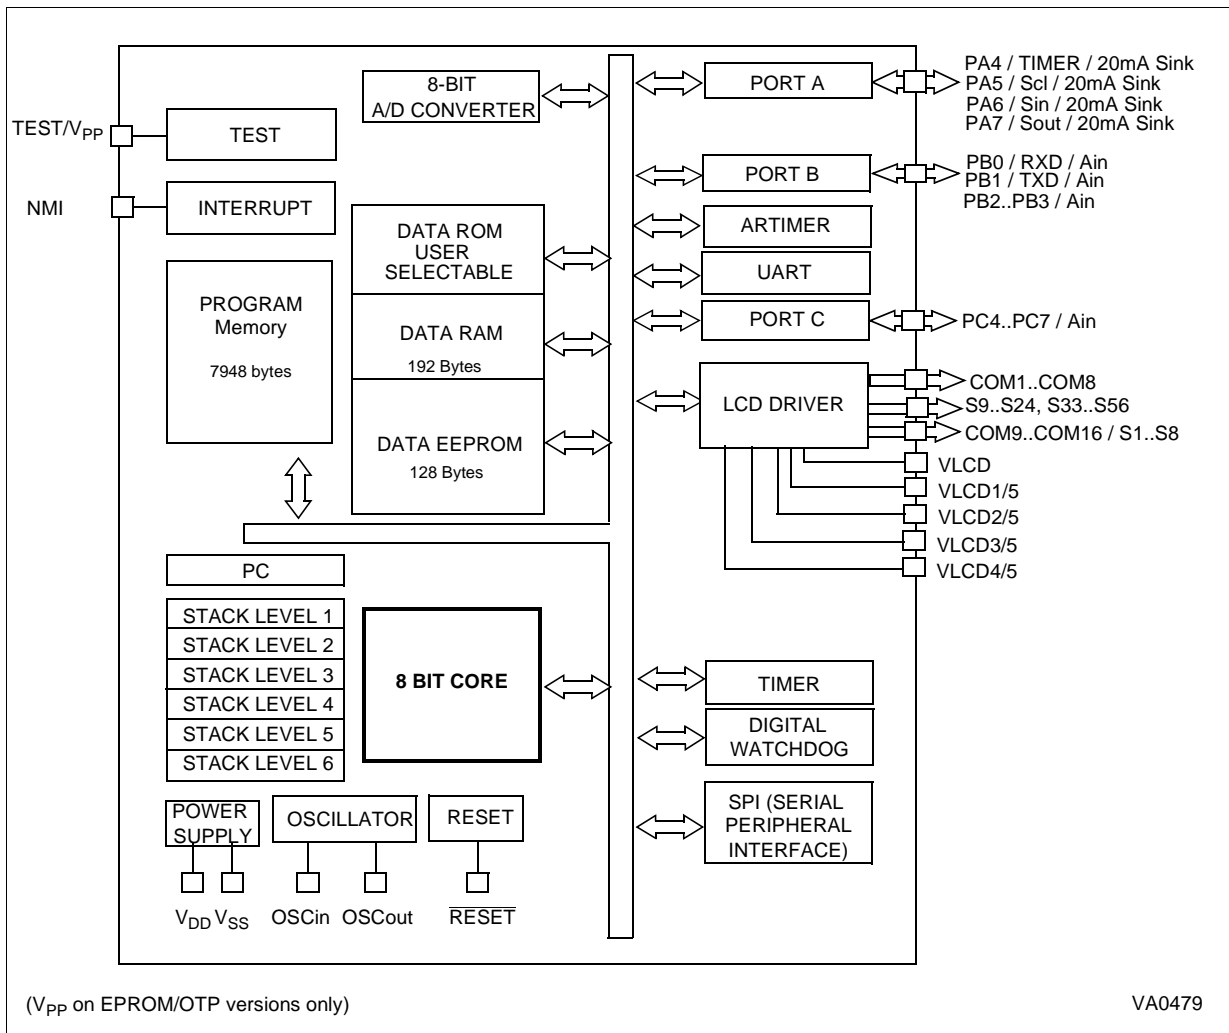 8-BIT
A/D CONVERTER
PORT A
PA4 / TIMER / 20mA Sink
PA5 / Scl / 20mA Sink
PA6 / Sin / 20mA Sink
PA7 / Sout / 20mA Sink
TEST/VPP
TEST
PORT B
PB0 / RXD / Ain
PB1 / TXD / Ain
PB2..PB3 / Ain
NMI
INTERRUPT
DATA ROM
USER
SELECTABLE
ARTIMER
UART
PROGRAM
Memory
7948 bytes
DATA RAM
192 Bytes
PORT C
PC4..PC7 / Ain
DATA EEPROM
128 Bytes
LCD DRIVER
COM1..COM8
S9..S24, S33..S56
COM9..COM16 / S1..S8
VLCD
VLCD1/5
VLCD2/5
VLCD3/5
VLCD4/5
PC
STACK LEVEL 1
STACK LEVEL 2
STACK LEVEL 3
STACK LEVEL 4
STACK LEVEL 5
STACK LEVEL 6
8 BIT CORE
TIMER
DIGITAL
WATCHDOG
SPI (SERIAL
PERIPHERAL
INTERFACE)
POWER
SUPPLY
OSCILLATOR
RESET
VDD VSS
OSCin OSCout
RESET
(VPP on EPROM/OTP versions only)
VA0479